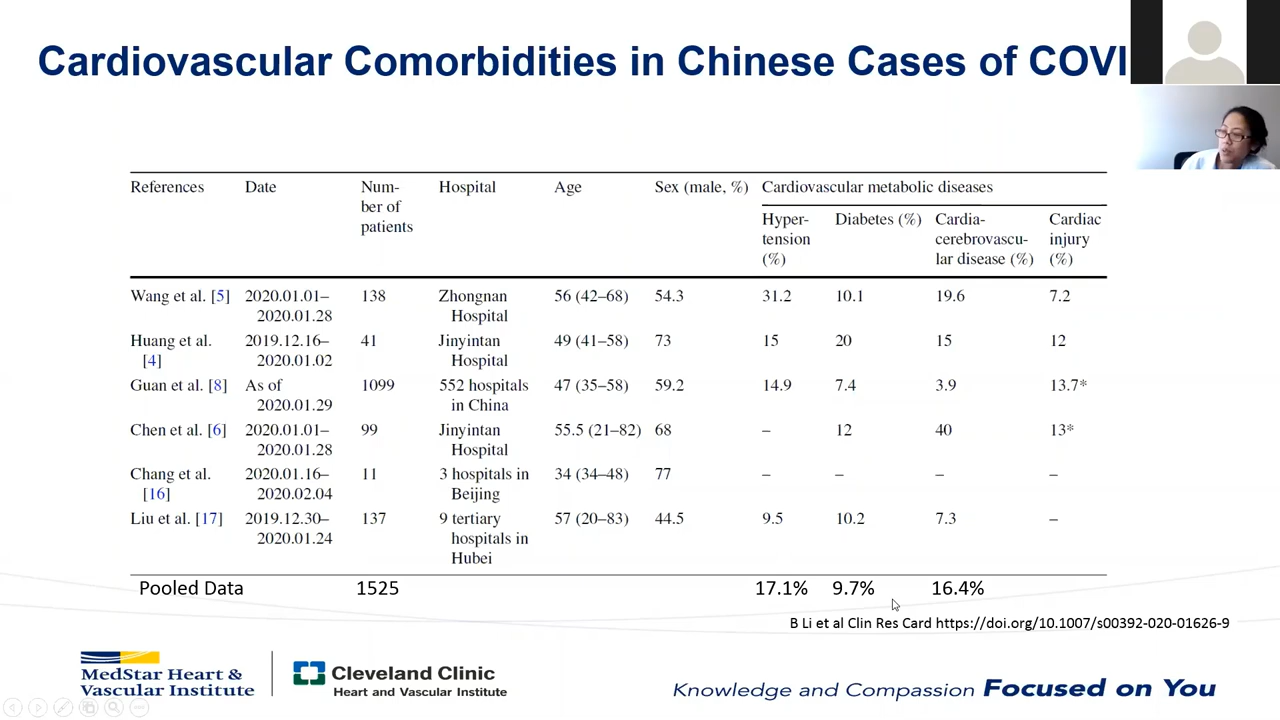 Cardiovascular Comorbidities in Chinese Cases of COVI
References Date Num- Hospital Age Sex (male, %) Cardiovascular metabolic diseases
ber of
patients
Hyper- Diabetes (%) Cardia- Cardiac
tension cerebrovascu- injury
(%) lar disease (%) (%)
Wang et al. [5] 2020.01.01– 138 Zhongnan 56 (42–68) 54.3 31.2 10.1 19.6 7.2
2020.01.28 Hospital
Huang et al. 2019.12.16– 41 Jinyintan 49 (41–58) 73 15 20 15 12
[4] 2020.01.02 Hospital
Guan et al. [8] As of 1099 552 hospitals 47 (35–58) 59.2 14.9 7.4 3.9 13.7*
2020.01.29 in China
Chen et al. [6] 2020.01.01– 99 Jinyintan 55.5 (21–82) 68 – 12 40 13*
2020.01.28 Hospital
Chang et al. 2020.01.16– 11 3 hospitals in 34 (34–48) 77 – – – –
[16] 2020.02.04 Beijing
Liu et al. [17] 2019.12.30– 137 9 tertiary 57 (20–83) 44.5 9.5 10.2 7.3 –
2020.01.24 hospitals in
Hubei
Pooled Data 1525 17.1% 9.7% 16.4%
B Li et al Clin Res Card https://doi.org/10.1007/s00392-020-01626-9
MedStar Heart &
Vascular Institute
Cleveland Clinic
Heart and Vascular Institute
Knowledge and Compassion Focused on You